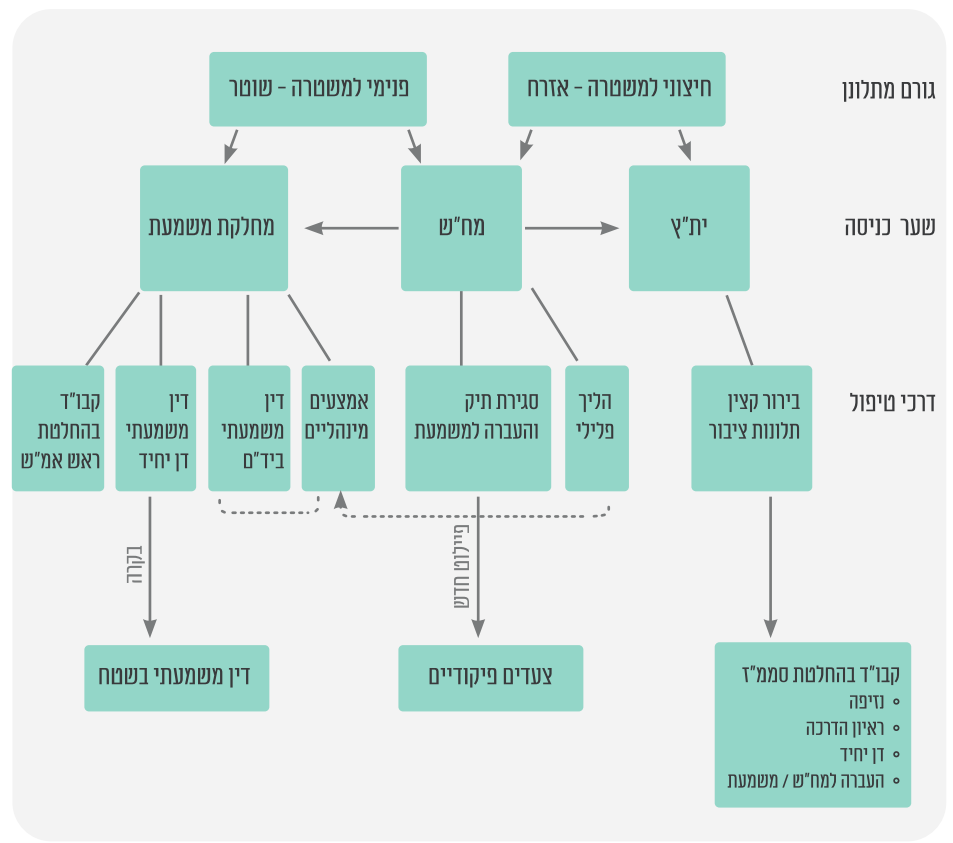 גורם מתלונן
חיצוני למשטרה - אזרח
פנימי למשטרה - שוטר
שער כניסה
ית"ץ
מח"ש
מחלקת משמעת
דרכי טיפול
בירור קצין
תלונות ציבור
הליך
פלילי
סגירת תיק
והעברה למשמעת
אמצעים
מינהליים
דין
משמעתי
ביד"ם
דין
משמעתי
דן יחיד
קבו"ד
בהחלטת
ראש אמ"ש
פיילוט חדש
בקרה
קבו"ד בהחלטת סממ"ז
נזיפה
ראיון הדרכה
דן יחיד
העברה למח"ש / משמעת
צעדים פיקודיים
דין משמעתי בשטח